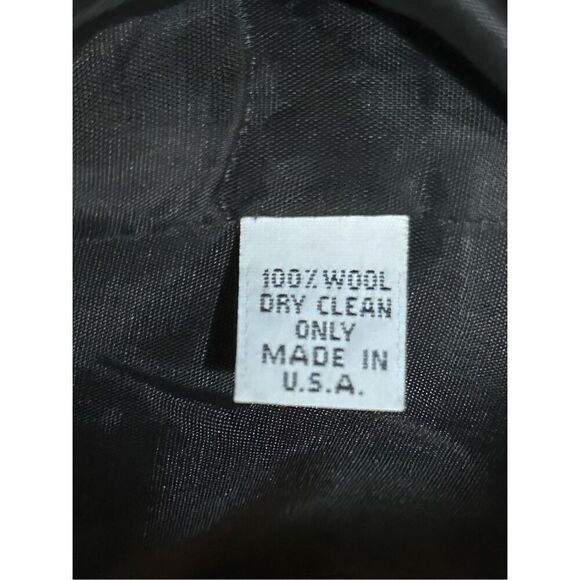 100% WOOL
DRY CLEAN
ONLY
MADE IN
U.S.A.